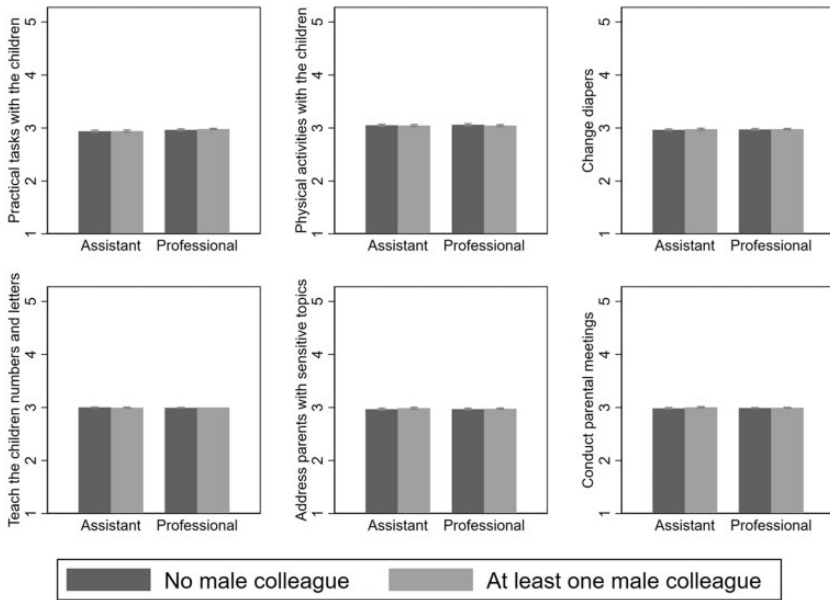 Practical tasks with the children
5
4
3
2
1
Assistant Professional
Physical activities with the children
5
4
3
2
1
Assistant Professional
Change diapers
5
4
3
2
1
Assistant Professional
Teach the children numbers and letters
5
4
3
2
1
Assistant Professional
Address parents with sensitive topics
5
4
3
2
1
Assistant Professional
Conduct parental meetings
5
4
3
2
1
Assistant Professional
No male colleague At least one male colleague